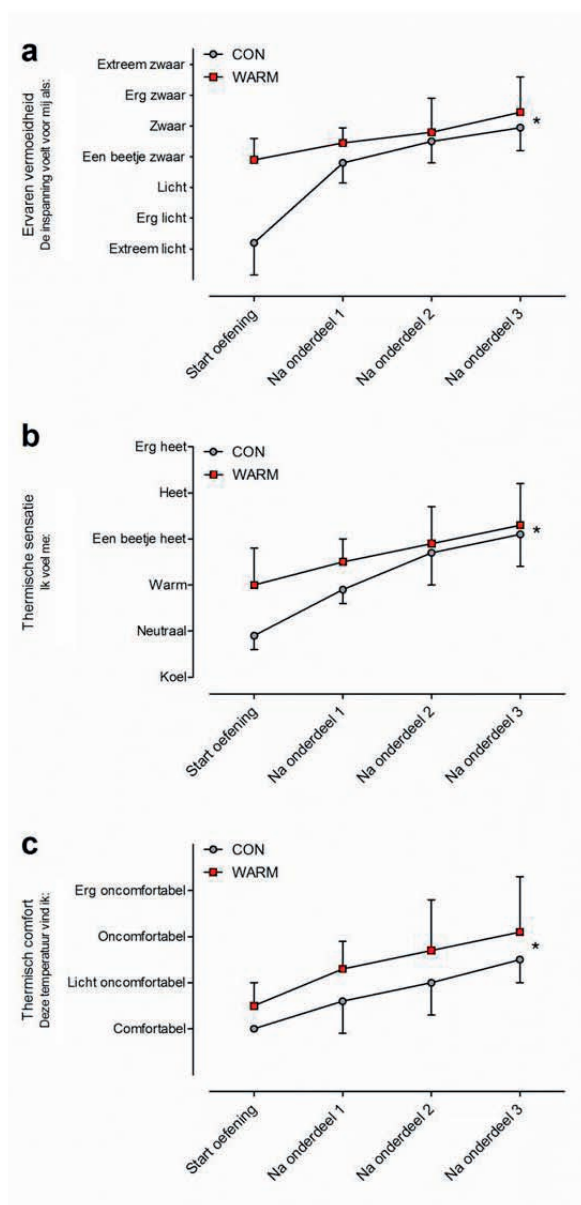 a
CON
WARM
Ervaren vermoeidheid
De inspanning voelt voor mij als:
Extreem zwaar
Erg zwaar
Zwaar
Een beetje zwaar
Licht
Erg licht
Extreem licht
*
Start oefening
Na onderdeel 1
Na onderdeel 2
Na onderdeel 3
b
CON
WARM
Thermische sensatie
Ik voel me:
Erg heet
Heet
Een beetje heet
Warm
Neutraal
Koel
*
Start oefening
Na onderdeel 1
Na onderdeel 2
Na onderdeel 3
c
CON
WARM
Thermisch comfort
Deze temperatuur vind ik:
Erg oncomfortabel
Oncomfortabel
Licht oncomfortabel
Comfortabel
*
Start oefening
Na onderdeel 1
Na onderdeel 2
Na onderdeel 3